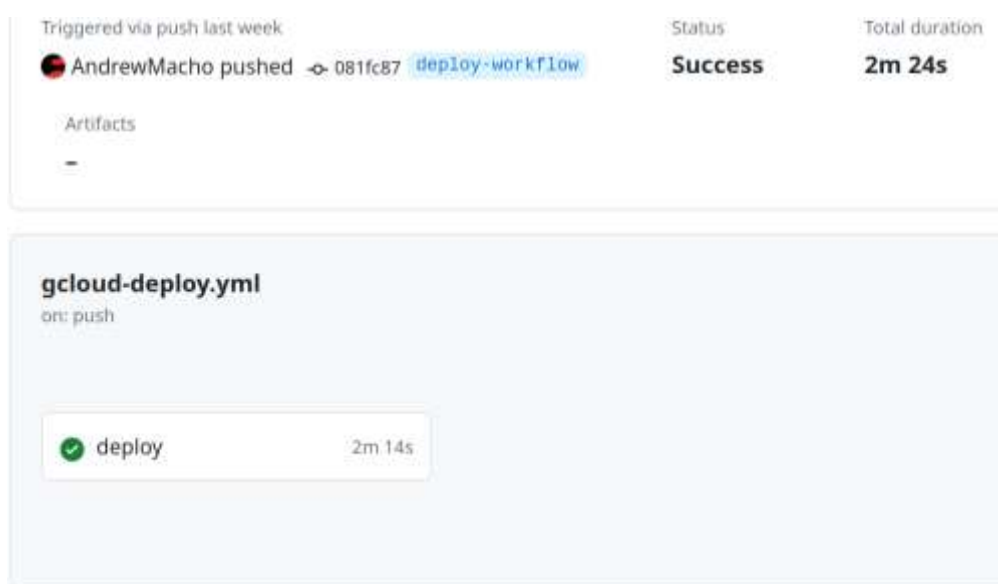 Triggered via push last week
Status
Total duration
AndrewMacho pushed 081fc87 deploy-workflow
Success
2m 24s
Artifacts
–
gcloud-deploy.yml
on: push
deploy 2m 14s